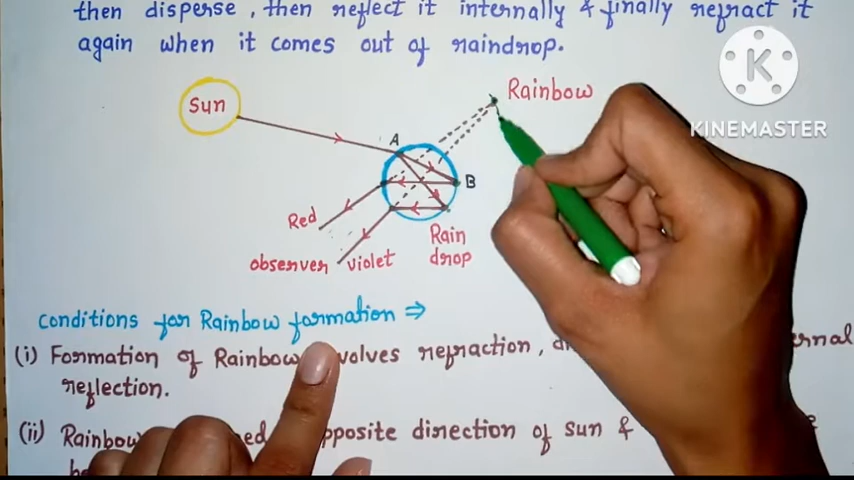 then disperse, then reflect it internally & finally refract it
again when it comes out of raindrop.
K
KINEMASTER
Sun
Rainbow
A
B
Red
Rain
drop
observer violet
Conditions for Rainbow formation ⇒
(i) Formation of Rainbow volves refraction, ernal
reflection.
(ii) Rainbow ed pposite direction of sun &